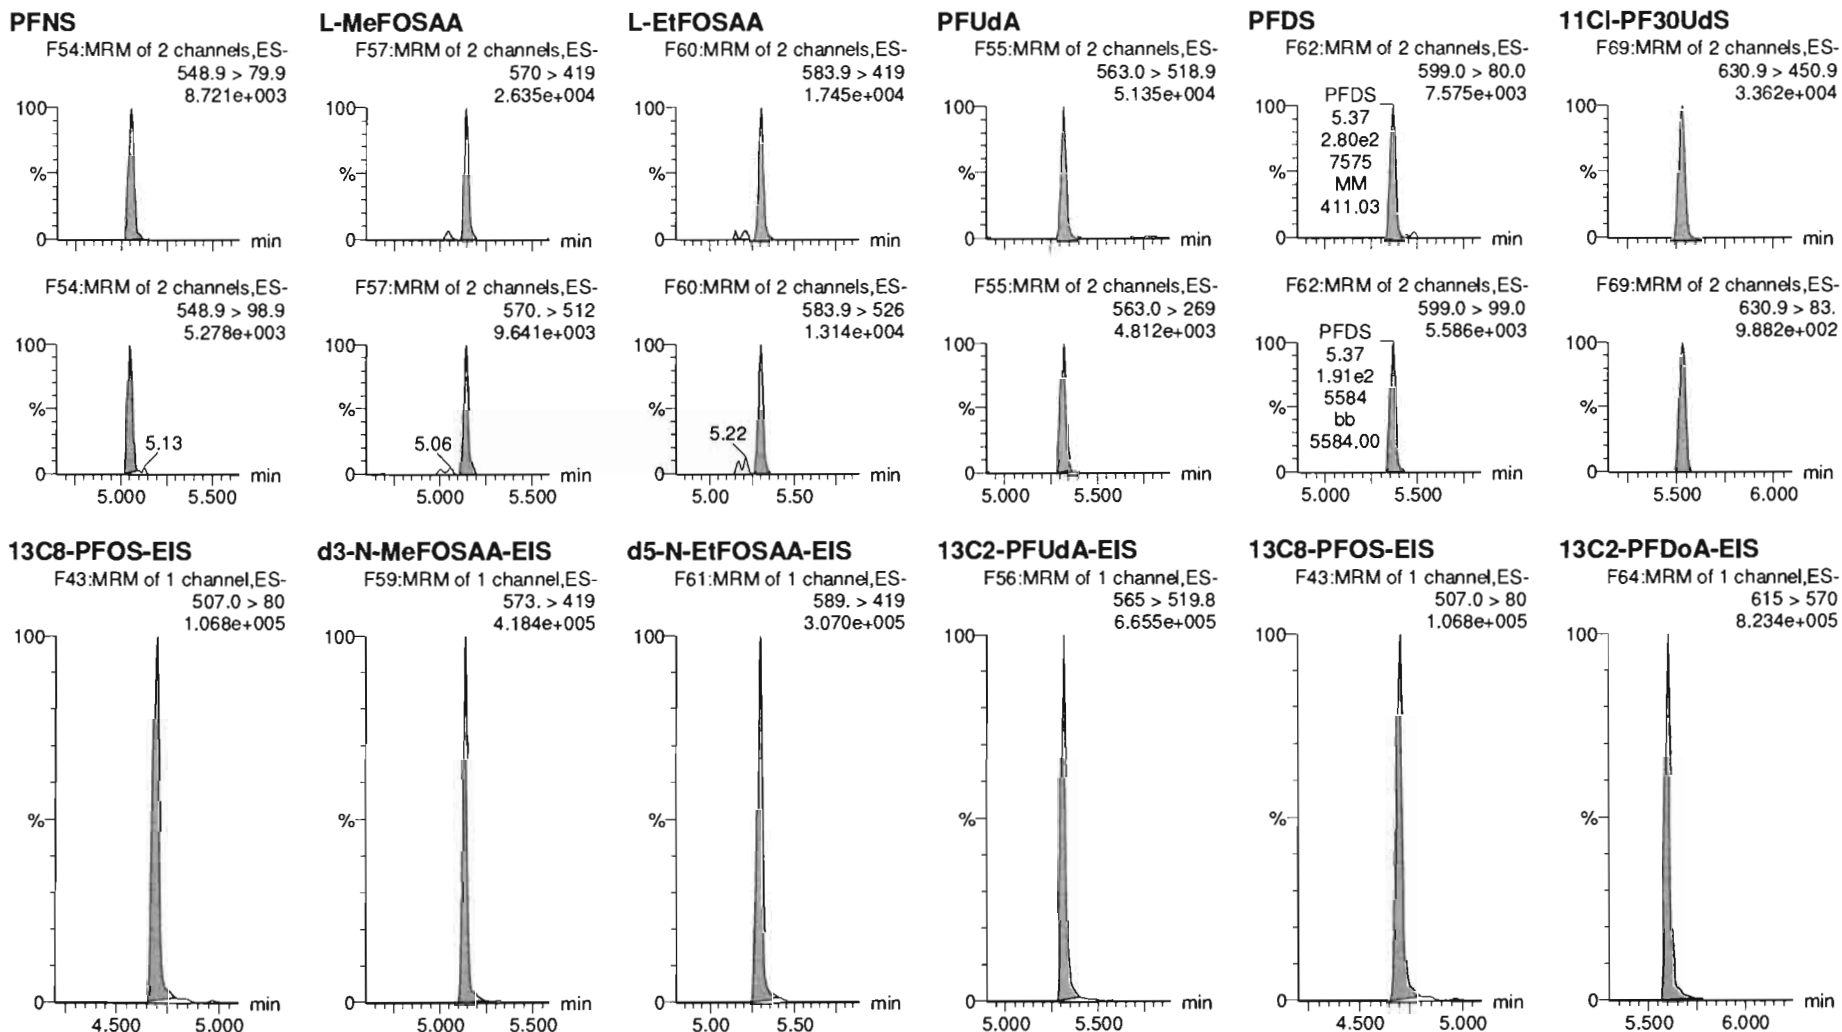 PFNS
F54:MRM of 2 channels,ES-
548.9 > 79.9
8.721e+003
100
%
0
min
L-MeFOSAA
F57:MRM of 2 channels,ES-
570 > 419
2.635e+004
100
%
0
min
L-EtFOSAA
F60:MRM of 2 channels,ES-
583.9 > 419
1.745e+004
100
%
0
min
PFUdA
F55:MRM of 2 channels,ES-
563.0 > 518.9
5.135e+004
100
%
0
min
PFDS
F62:MRM of 2 channels,ES-
599.0 > 80.0
7.575e+003
100
PFDS
5.37
2.80e2
7575
MM
411.03
%
0
min
11Cl-PF30UdS
F69:MRM of 2 channels,ES-
630.9 > 450.9
3.362e+004
100
%
0
min
F54:MRM of 2 channels,ES-
548.9 > 98.9
5.278e+003
100
%
5.13
0
min
5.000 5.500
F57:MRM of 2 channels,ES-
570. > 512
9.641e+003
100
%
5.06
0
min
5.000 5.500
F60:MRM of 2 channels,ES-
583.9 > 526
1.314e+004
100
%
5.22
0
min
5.00 5.50
F55:MRM of 2 channels,ES-
563.0 > 269
4.812e+003
100
%
0
min
5.000 5.500
F62:MRM of 2 channels,ES-
599.0 > 99.0
5.586e+003
100
PFDS
5.37
1.91e2
5584
bb
5584.00
%
0
min
5.000 5.500
F69:MRM of 2 channels,ES-
630.9 > 83.
9.882e+002
100
%
0
min
5.500 6.000
13C8-PFOS-EIS
F43:MRM of 1 channel,ES-
507.0 > 80
1.068e+005
100
%
0
min
4.500 5.000
d3-N-MeFOSAA-EIS
F59:MRM of 1 channel,ES-
573. > 419
4.184e+005
100
%
0
min
5.000 5.500
d5-N-EtFOSAA-EIS
F61:MRM of 1 channel,ES-
589. > 419
3.070e+005
100
%
0
min
5.00 5.50
13C2-PFUdA-EIS
F56:MRM of 1 channel,ES-
565 > 519.8
6.655e+005
100
%
0
min
5.000 5.500
13C8-PFOS-EIS
F43:MRM of 1 channel,ES-
507.0 > 80
1.068e+005
100
%
0
min
4.500 5.000
13C2-PFDoA-EIS
F64:MRM of 1 channel,ES-
615 > 570
8.234e+005
100
%
0
min
5.500 6.000